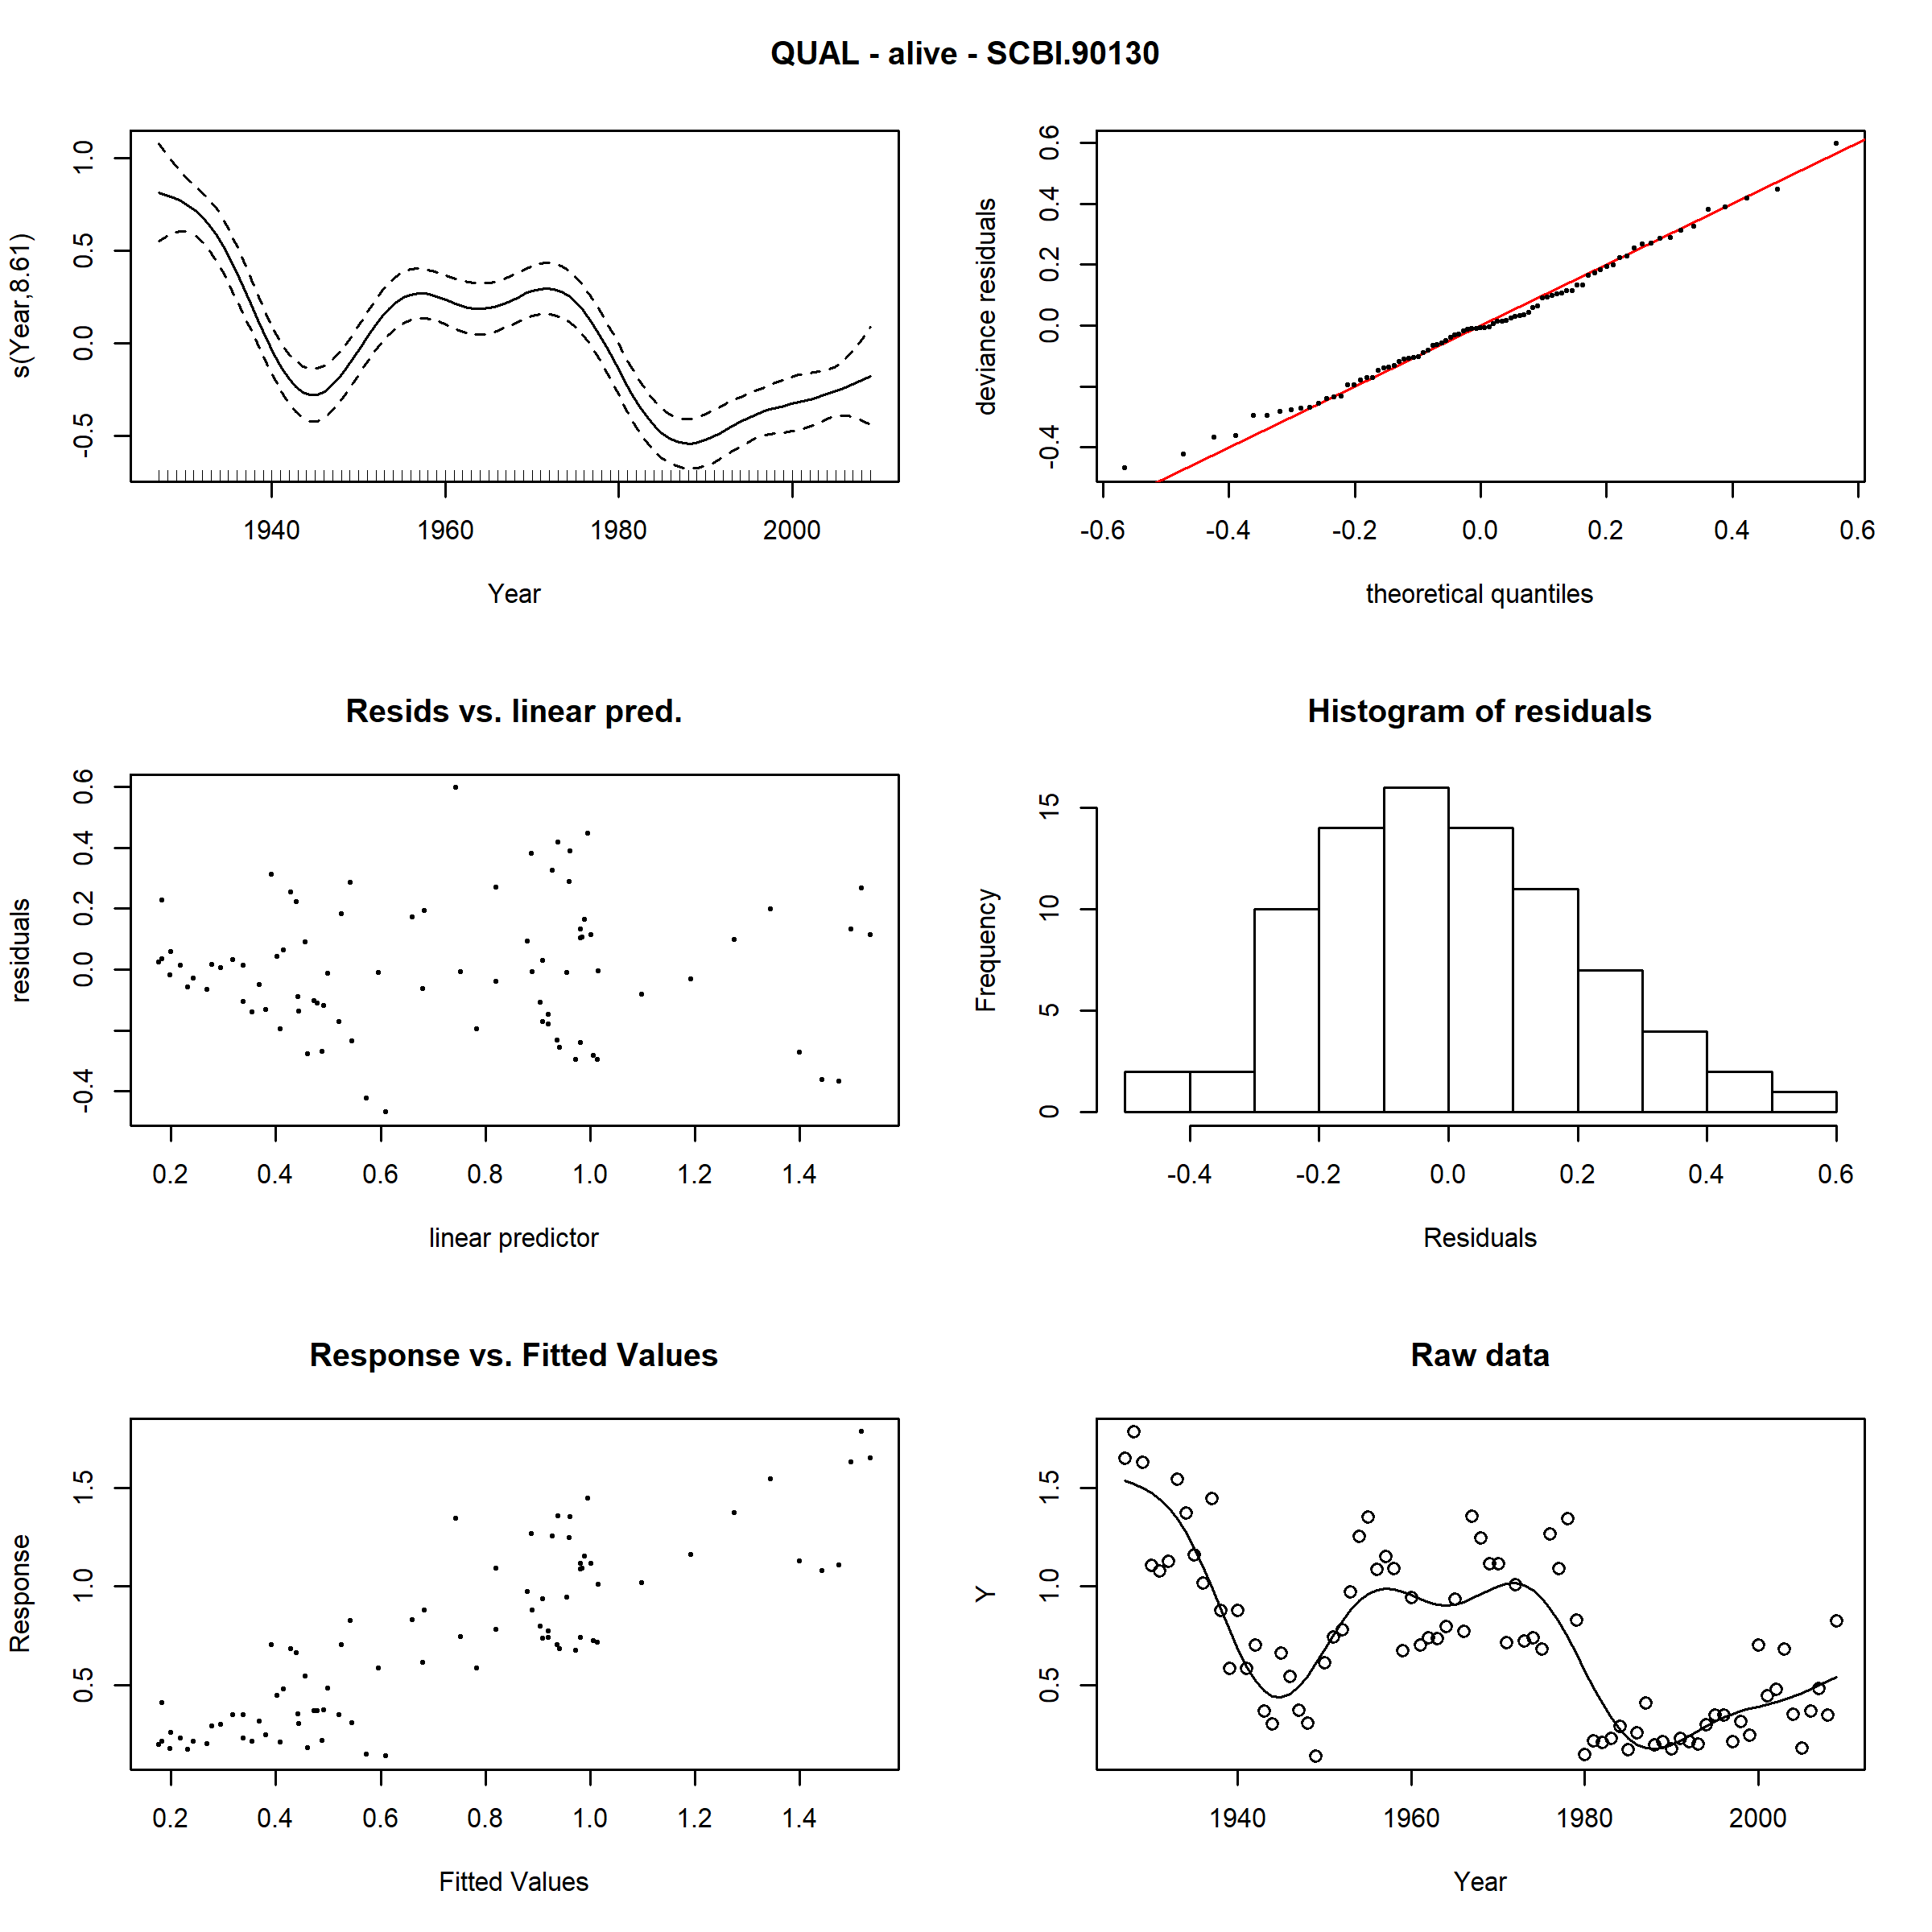 QUAL - alive - SCBI.90130
s(Year,8.61)
1.0
0.5
0.0
-0.5
1940 1960 1980 2000
Year
deviance residuals
0.6
0.4
0.2
0.0
-0.4
-0.6 -0.4 -0.2 0.0 0.2 0.4 0.6
theoretical quantiles
Resids vs. linear pred.
residuals
0.6
0.4
0.2
0.0
-0.4
0.2 0.4 0.6 0.8 1.0 1.2 1.4
linear predictor
Histogram of residuals
Frequency
15
10
5
0
-0.4 -0.2 0.0 0.2 0.4 0.6
Residuals
Response vs. Fitted Values
Response
1.5
1.0
0.5
0.2 0.4 0.6 0.8 1.0 1.2 1.4
Fitted Values
Raw data
Y
1.5
1.0
0.5
1940 1960 1980 2000
Year